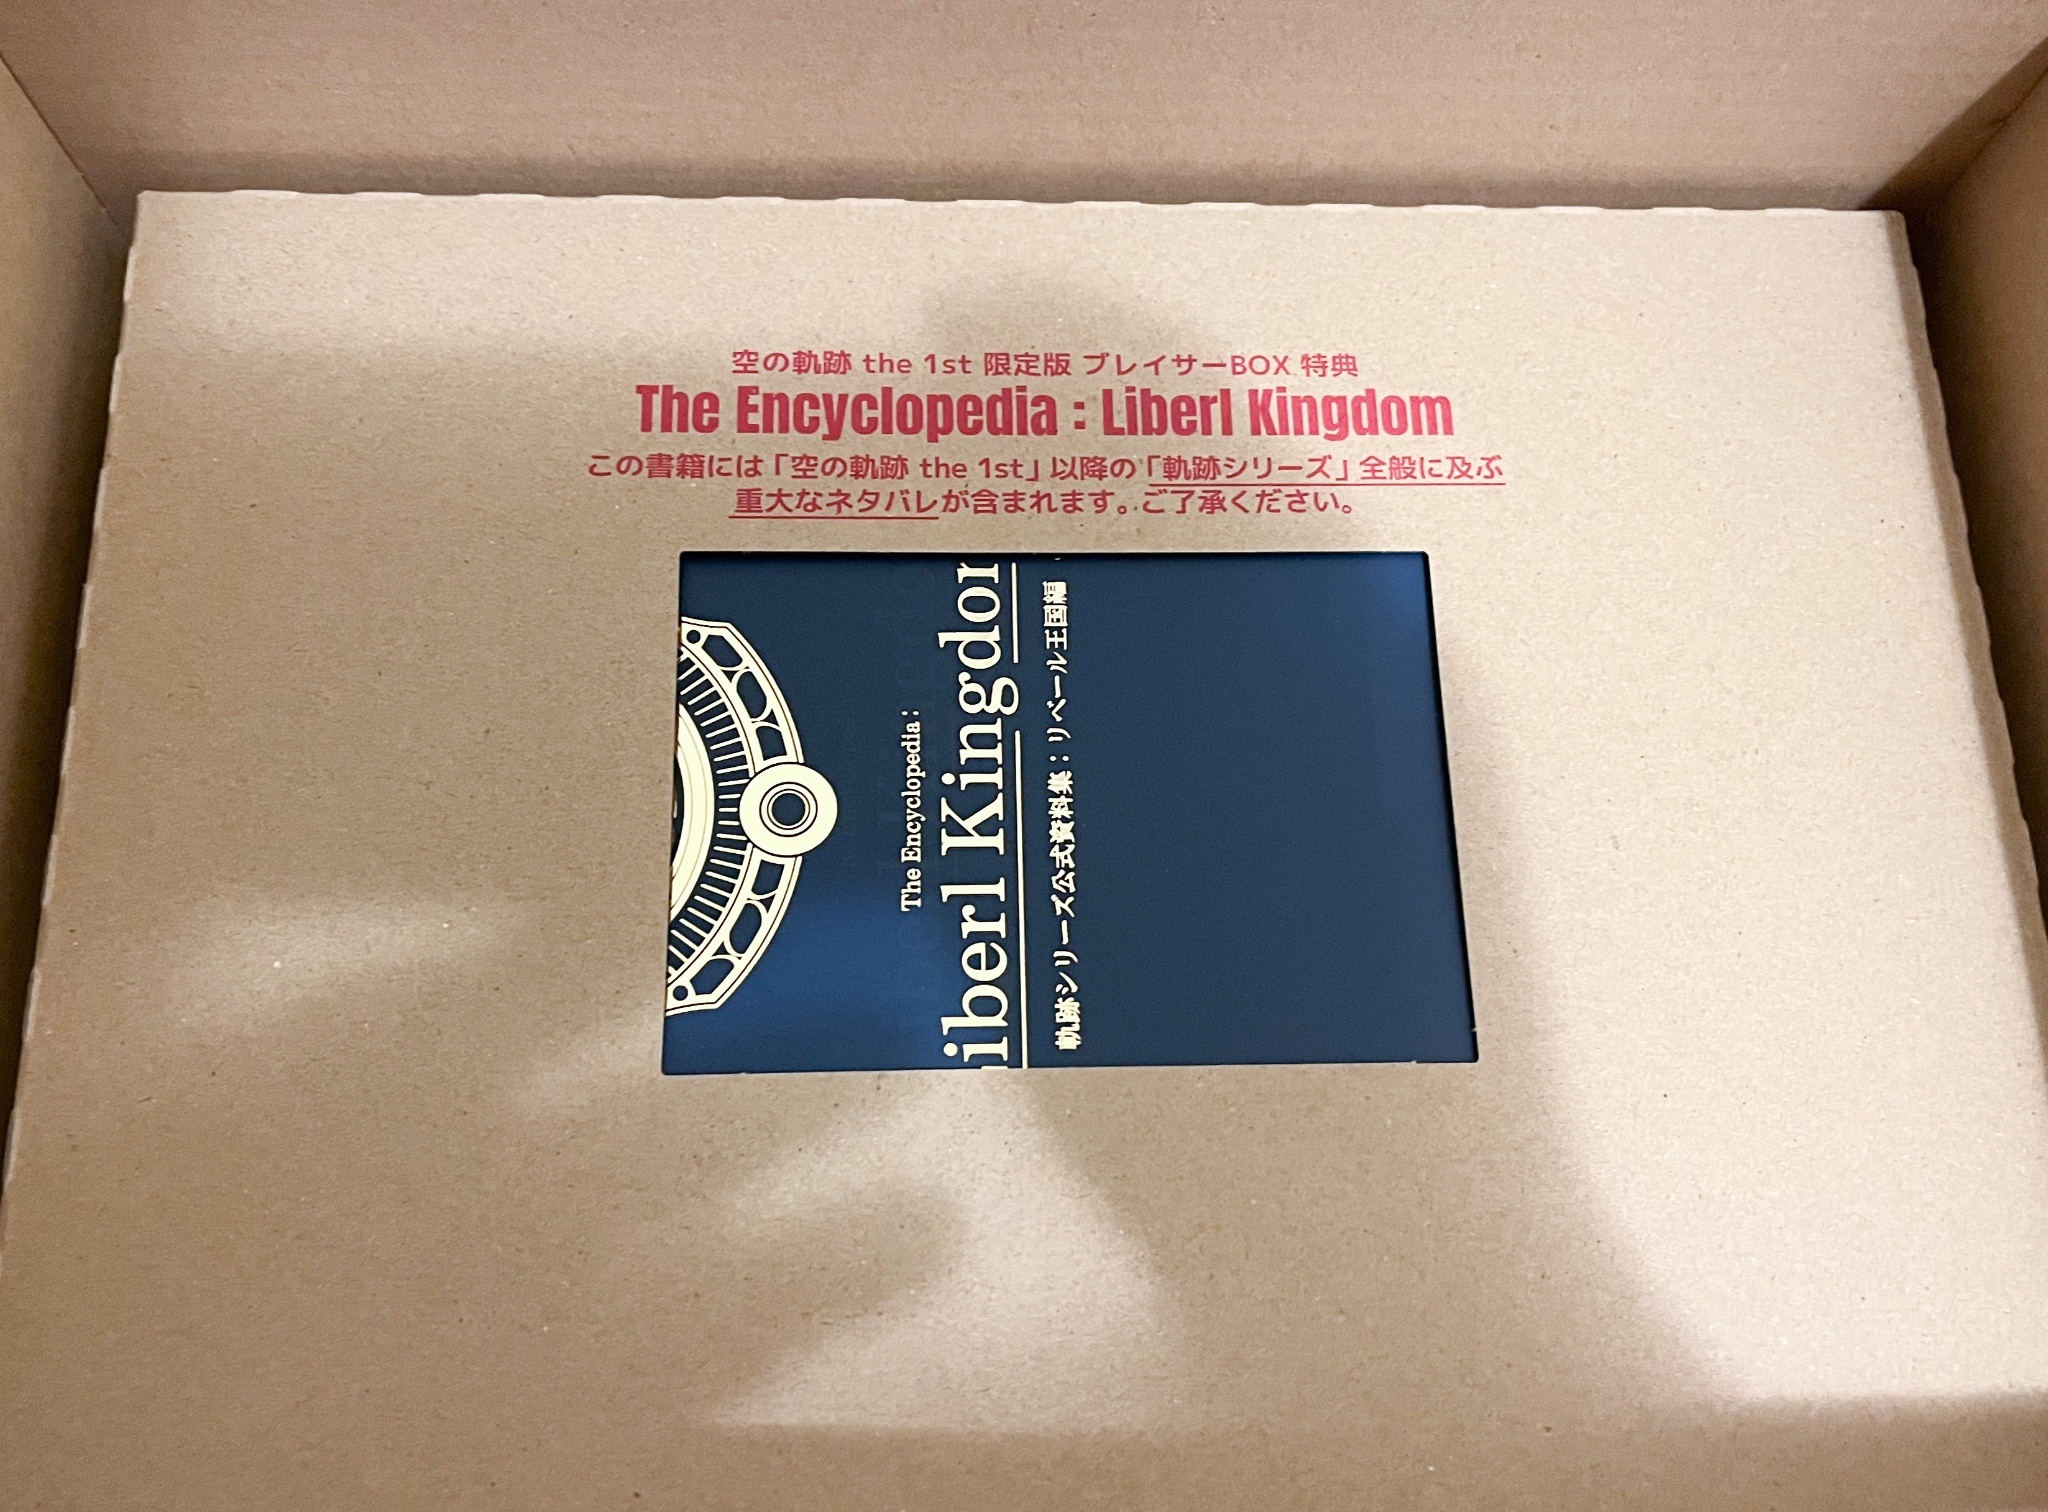 空の軌跡 the 1st 限定版 ブレイサーBOX 特典
The Encyclopedia : Liberl Kingdom
この書籍には「空の軌跡 the 1st」以降の「軌跡シリーズ」全般に及ぶ
重大なネタバレが含まれます。ご了承ください。
The Encyclopedia:
iberl Kingdom
軌跡シリーズ公式資料集：リベール王国編